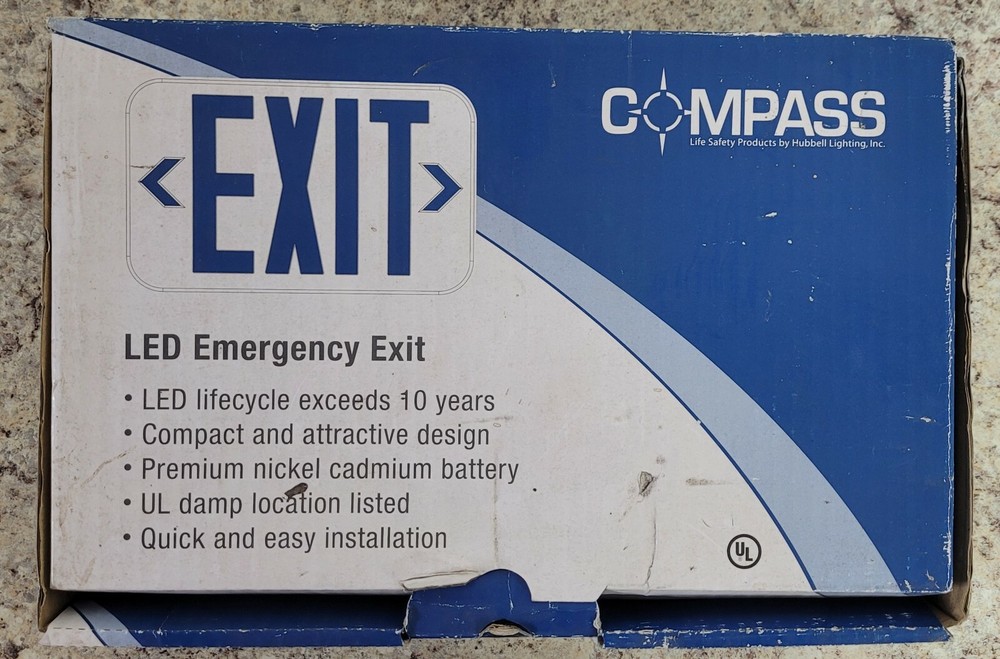 EXIT
COMPASS
Life Safety Products by Hubbell Lighting, Inc.
LED Emergency Exit
• LED lifecycle exceeds 10 years
• Compact and attractive design
• Premium nickel cadmium battery
• UL damp location listed
• Quick and easy installation
UL